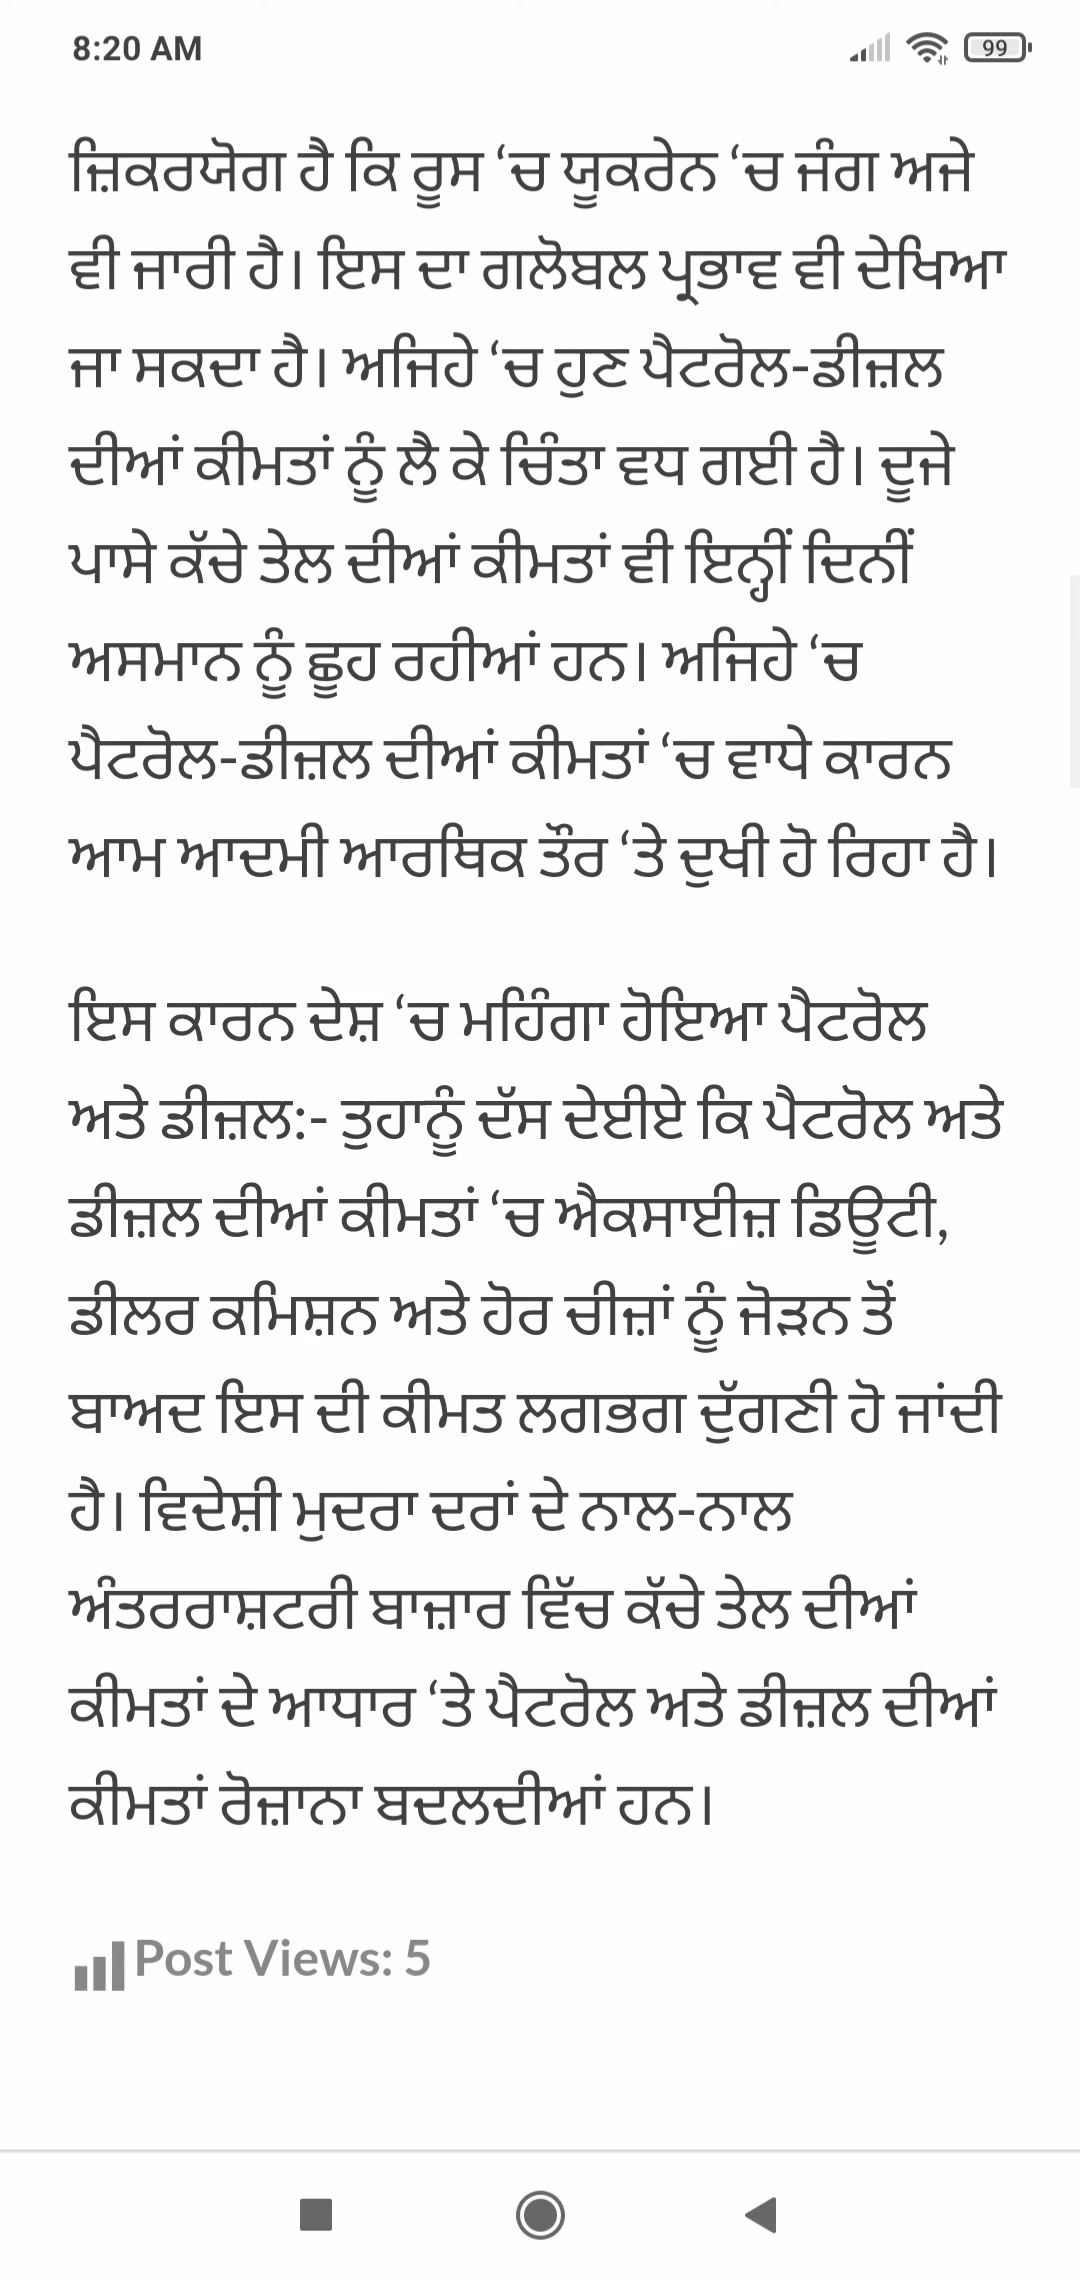 8:20 AM
99
ਜ਼ਿਕਰਯੋਗ ਹੈ ਕਿ ਰੂਸ ‘ਚ ਯੂਕਰੇਨ ‘ਚ ਜੰਗ ਅਜੇ
ਵੀ ਜਾਰੀ ਹੈ। ਇਸ ਦਾ ਗਲੋਬਲ ਪ੍ਰਭਾਵ ਵੀ ਦੇਖਿਆ
ਜਾ ਸਕਦਾ ਹੈ। ਅਜਿਹੇ ‘ਚ ਹੁਣ ਪੈਟਰੋਲ-ਡੀਜ਼ਲ
ਦੀਆਂ ਕੀਮਤਾਂ ਨੂੰ ਲੈ ਕੇ ਚਿੰਤਾ ਵਧ ਗਈ ਹੈ। ਦੂਜੇ
ਪਾਸੇ ਕੱਚੇ ਤੇਲ ਦੀਆਂ ਕੀਮਤਾਂ ਵੀ ਇਨ੍ਹੀਂ ਦਿਨੀਂ
ਅਸਮਾਨ ਨੂੰ ਛੂਹ ਰਹੀਆਂ ਹਨ। ਅਜਿਹੇ ‘ਚ
ਪੈਟਰੋਲ-ਡੀਜ਼ਲ ਦੀਆਂ ਕੀਮਤਾਂ ‘ਚ ਵਾਧੇ ਕਾਰਨ
ਆਮ ਆਦਮੀ ਆਰਥਿਕ ਤੌਰ ‘ਤੇ ਦੁਖੀ ਹੋ ਰਿਹਾ ਹੈ।
ਇਸ ਕਾਰਨ ਦੇਸ਼ ‘ਚ ਮਹਿੰਗਾ ਹੋਇਆ ਪੈਟਰੋਲ
ਅਤੇ ਡੀਜ਼ਲ:- ਤੁਹਾਨੂੰ ਦੱਸ ਦੇਈਏ ਕਿ ਪੈਟਰੋਲ ਅਤੇ
ਡੀਜ਼ਲ ਦੀਆਂ ਕੀਮਤਾਂ ‘ਚ ਐਕਸਾਈਜ਼ ਡਿਊਟੀ,
ਡੀਲਰ ਕਮਿਸ਼ਨ ਅਤੇ ਹੋਰ ਚੀਜ਼ਾਂ ਨੂੰ ਜੋੜਨ ਤੋਂ
ਬਾਅਦ ਇਸ ਦੀ ਕੀਮਤ ਲਗਭਗ ਦੁੱਗਣੀ ਹੋ ਜਾਂਦੀ
ਹੈ। ਵਿਦੇਸ਼ੀ ਮੁਦਰਾ ਦਰਾਂ ਦੇ ਨਾਲ-ਨਾਲ
ਅੰਤਰਰਾਸ਼ਟਰੀ ਬਾਜ਼ਾਰ ਵਿੱਚ ਕੱਚੇ ਤੇਲ ਦੀਆਂ
ਕੀਮਤਾਂ ਦੇ ਆਧਾਰ ‘ਤੇ ਪੈਟਰੋਲ ਅਤੇ ਡੀਜ਼ਲ ਦੀਆਂ
ਕੀਮਤਾਂ ਰੋਜ਼ਾਨਾ ਬਦਲਦੀਆਂ ਹਨ।
Post Views: 5